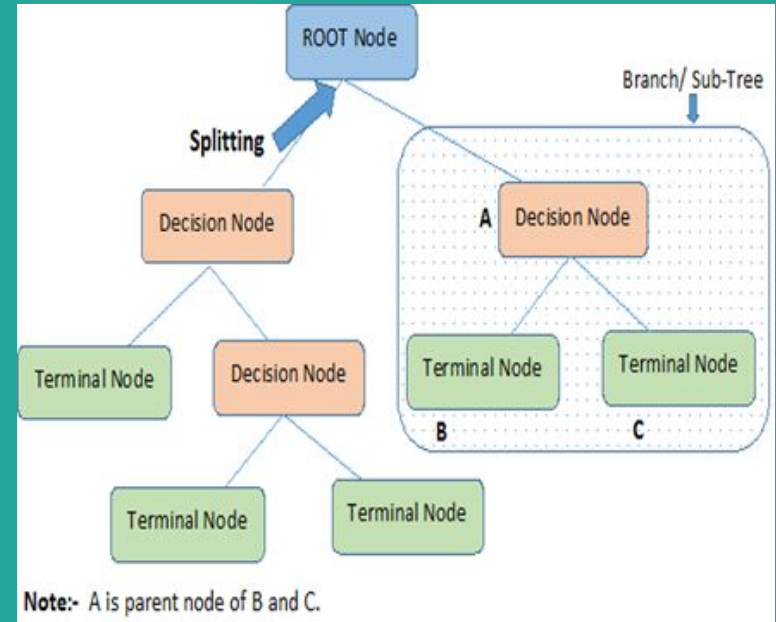 ROOT Node
Branch/ Sub-Tree
Splitting
Decision Node
A
Decision Node
Terminal Node
Decision Node
Terminal Node
Terminal Node
B
C
Terminal Node
Terminal Node
Note:- A is parent node of B and C.